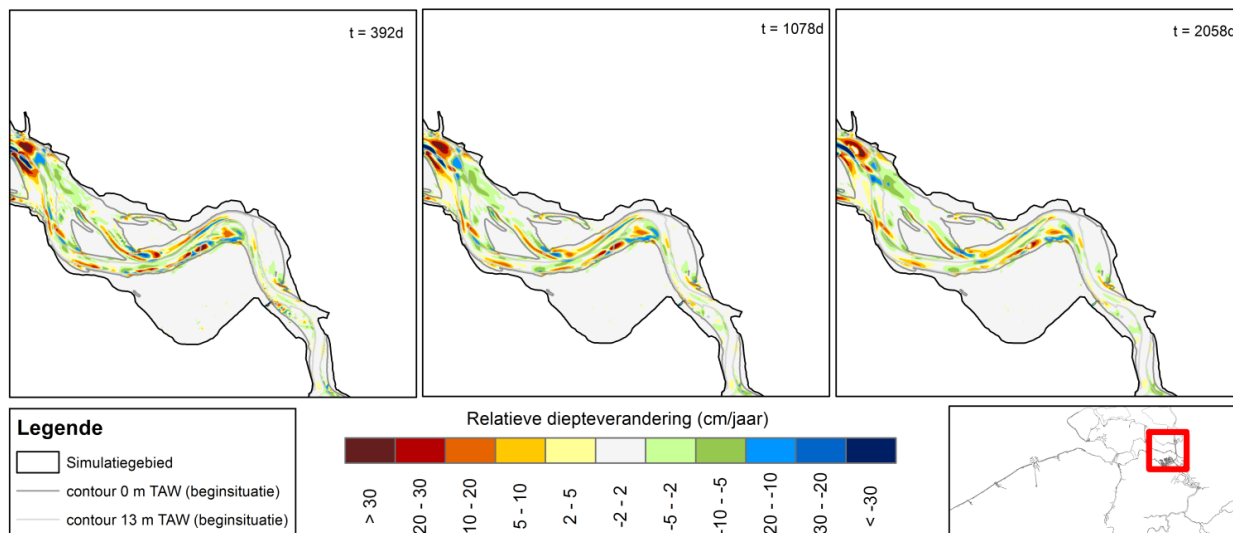 t = 392d
t = 1078d
t = 2058d
Legende
Simulatiegebied
contour 0 m TAW (beginsituatie)
contour 13 m TAW (beginsituatie)
Relatieve diepteverandering (cm/jaar)
> 30
20 - 30
10 - 20
5 - 10
2 - 5
-2 - 2
-5 - -2
-10 - -5
-20 - -10
-30 - -20
< -30